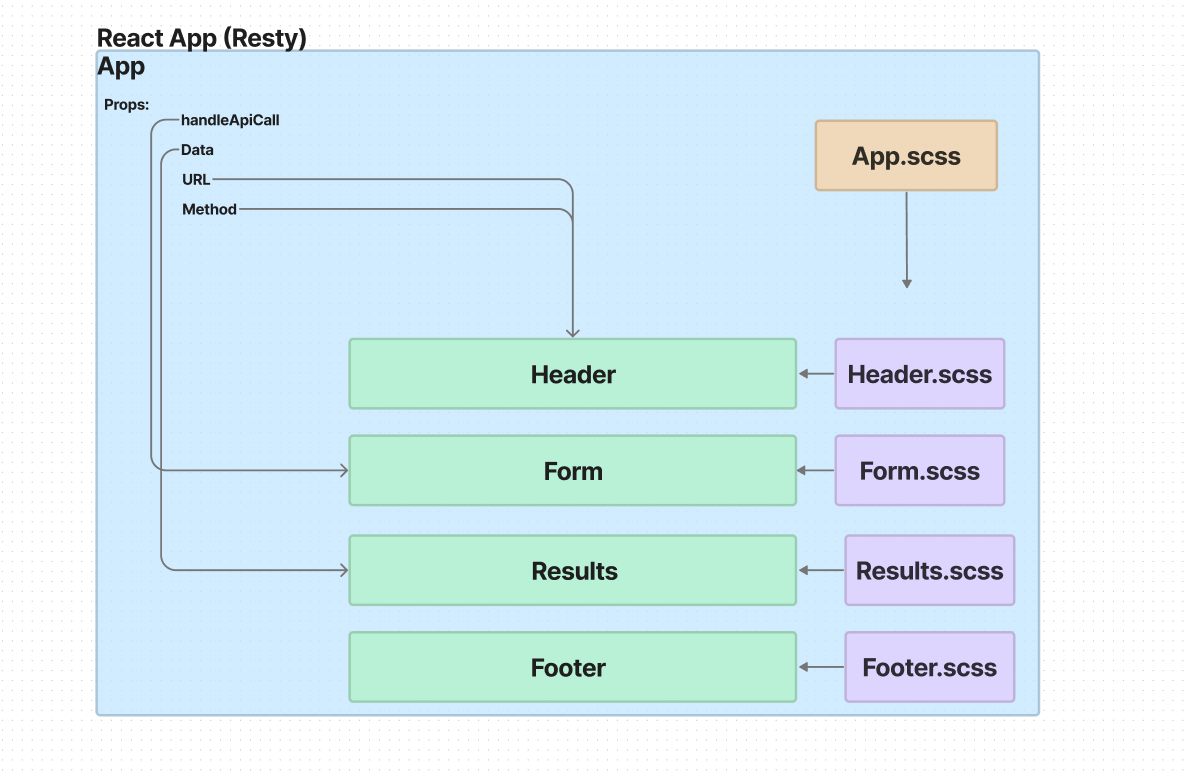 React App (Resty)
App
Props:
handleApiCall
Data
URL
Method
App.scss
Header
Header.scss
Form
Form.scss
Results
Results.scss
Footer
Footer.scss